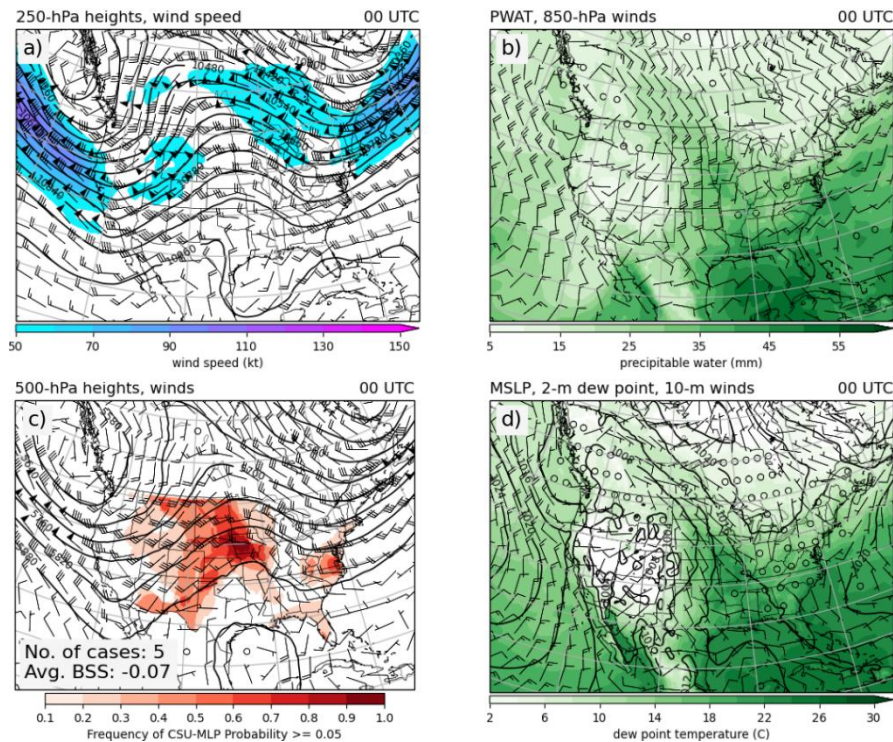 250-hPa heights, wind speed 00 UTC
a)
10480
10860
50 70 90 110 130 150
wind speed (kt)
PWAT, 850-hPa winds 00 UTC
b)
5 15 25 35 45 55
precipitable water (mm)
500-hPa heights, winds 00 UTC
c)
No. of cases: 5
Avg. BSS: -0.07
0.1 0.2 0.3 0.4 0.5 0.6 0.7 0.8 0.9 1.0
Frequency of CSU-MLP Probability >= 0.05
MSLP, 2-m dew point, 10-m winds 00 UTC
d)
2 6 10 14 18 22 26 30
dew point temperature (C)